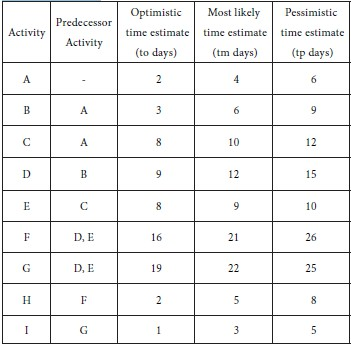 Activity Predecessor Activity Optimistic time estimate (to days) Most likely time estimate (tm days) Pessimistic time estimate (tp days)
A - 2 4 6
B A 3 6 9
C A 8 10 12
D B 9 12 15
E C 8 9 10
F D, E 16 21 26
G D, E 19 22 25
H F 2 5 8
I G 1 3 5